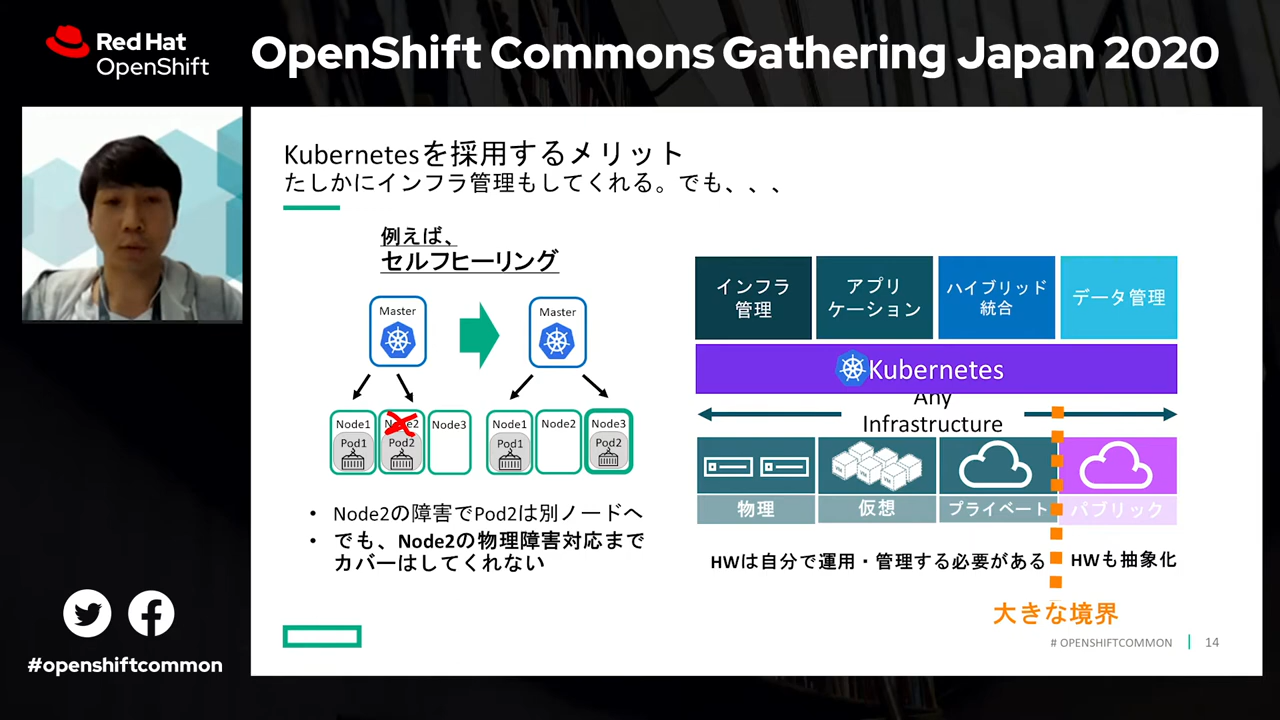 Red Hat
OpenShift
OpenShift Commons Gathering Japan 2020
Kubernetesを採用するメリット
たしかにインフラ管理もしてくれる。でも、、、
例えば、
セルフヒーリング
Master
Master
Node1
Node2
Node3
Node1
Node2
Node3
Pod1
Pod2
Pod1
Pod2
• Node2の障害でPod2は別ノードへ
• でも、Node2の物理障害対応まで
カバーはしてくれない
インフラ
管理
アプリ
ケーション
ハイブリッド
統合
データ管理
Kubernetes
Any
Infrastructure
物理
仮想
プライベート
パブリック
HWは自分で運用・管理する必要がある
HWも抽象化
大きな境界
# OPENSHIFTCOMMON
14
#openshiftcommon